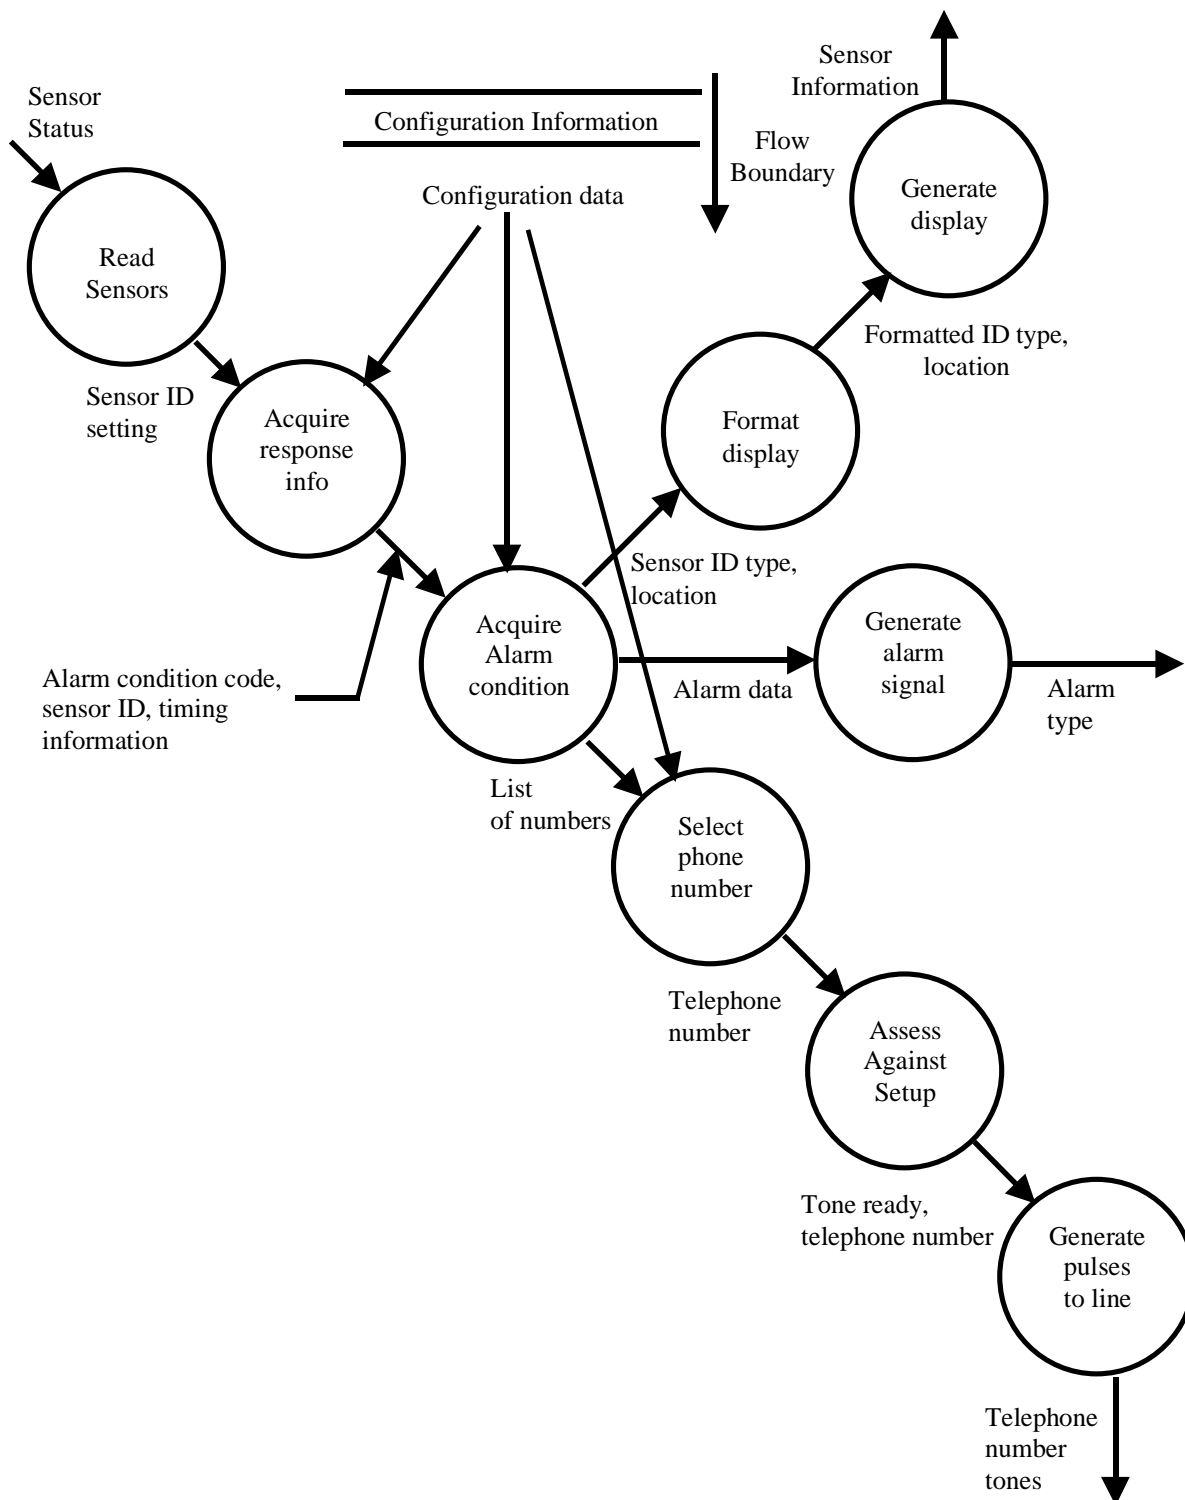 Sensor
Status
Configuration Information
Sensor
Information
Flow
Boundary
Configuration data
Generate
display
Read
Sensors
Formatted ID type,
location
Sensor ID
setting
Acquire
response
info
Format
display
Sensor ID type,
location
Acquire
Alarm
condition
Generate
alarm
signal
Alarm data
Alarm
type
Alarm condition code,
sensor ID, timing
information
List
of numbers
Select
phone
number
Telephone
number
Assess
Against
Setup
Tone ready,
telephone number
Generate
pulses
to line
Telephone
number
tones